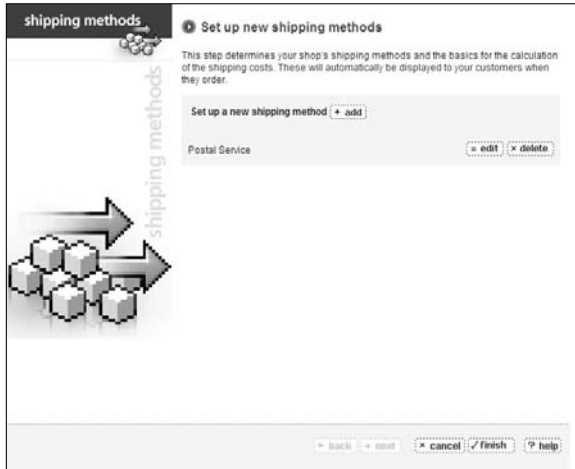 shipping methods
shipping methods
Set up new shipping methods
This step determines your shop's shipping methods and the basics for the calculation
of the shipping costs. These will automatically be displayed to your customers when
they order.
Set up a new shipping method + add
Postal Service
= edit × delete
back + next × cancel ✓ finish ? help